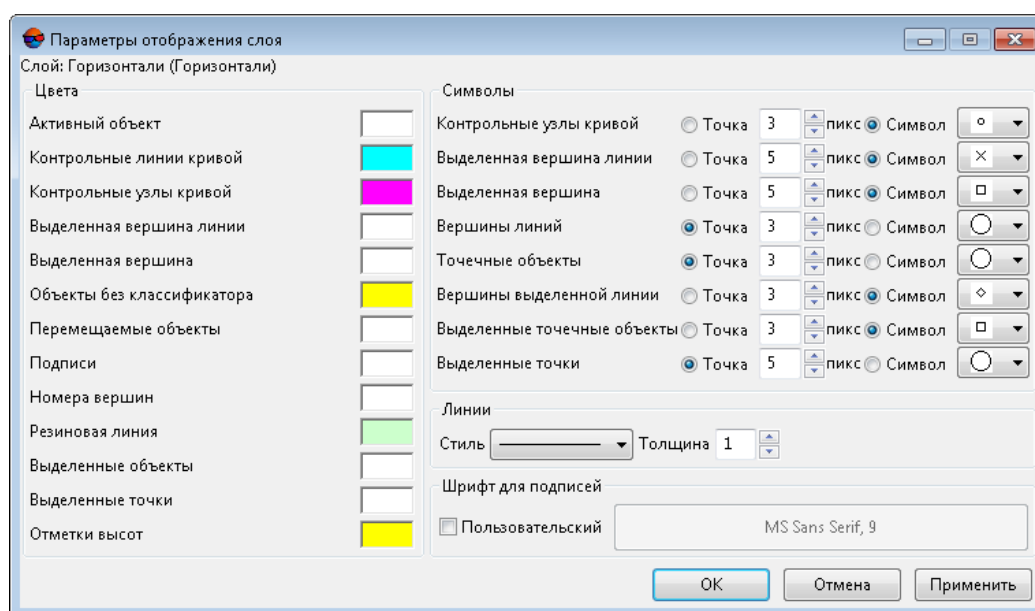 Параметры отображения слоя
Слой: Горизонтали (Горизонтали)
Цвета
Активный объект
Контрольные линии кривой
Контрольные узлы кривой
Выделенная вершина линии
Выделенная вершина
Объекты без классификатора
Перемещаемые объекты
Подписи
Номера вершин
Резиновая линия
Выделенные объекты
Выделенные точки
Отметки высот
Символы
Контрольные узлы кривой Точка 3 пикс Символ
Выделенная вершина линии Точка 5 пикс Символ
Выделенная вершина Точка 5 пикс Символ
Вершины линий Точка 3 пикс Символ
Точечные объекты Точка 3 пикс Символ
Вершины выделенной линии Точка 3 пикс Символ
Выделенные точечные объекты Точка 3 пикс Символ
Выделенные точки Точка 5 пикс Символ
Линии
Стиль Толщина 1
Шрифт для подписей
Пользовательский MS Sans Serif, 9
OK Отмена Применить